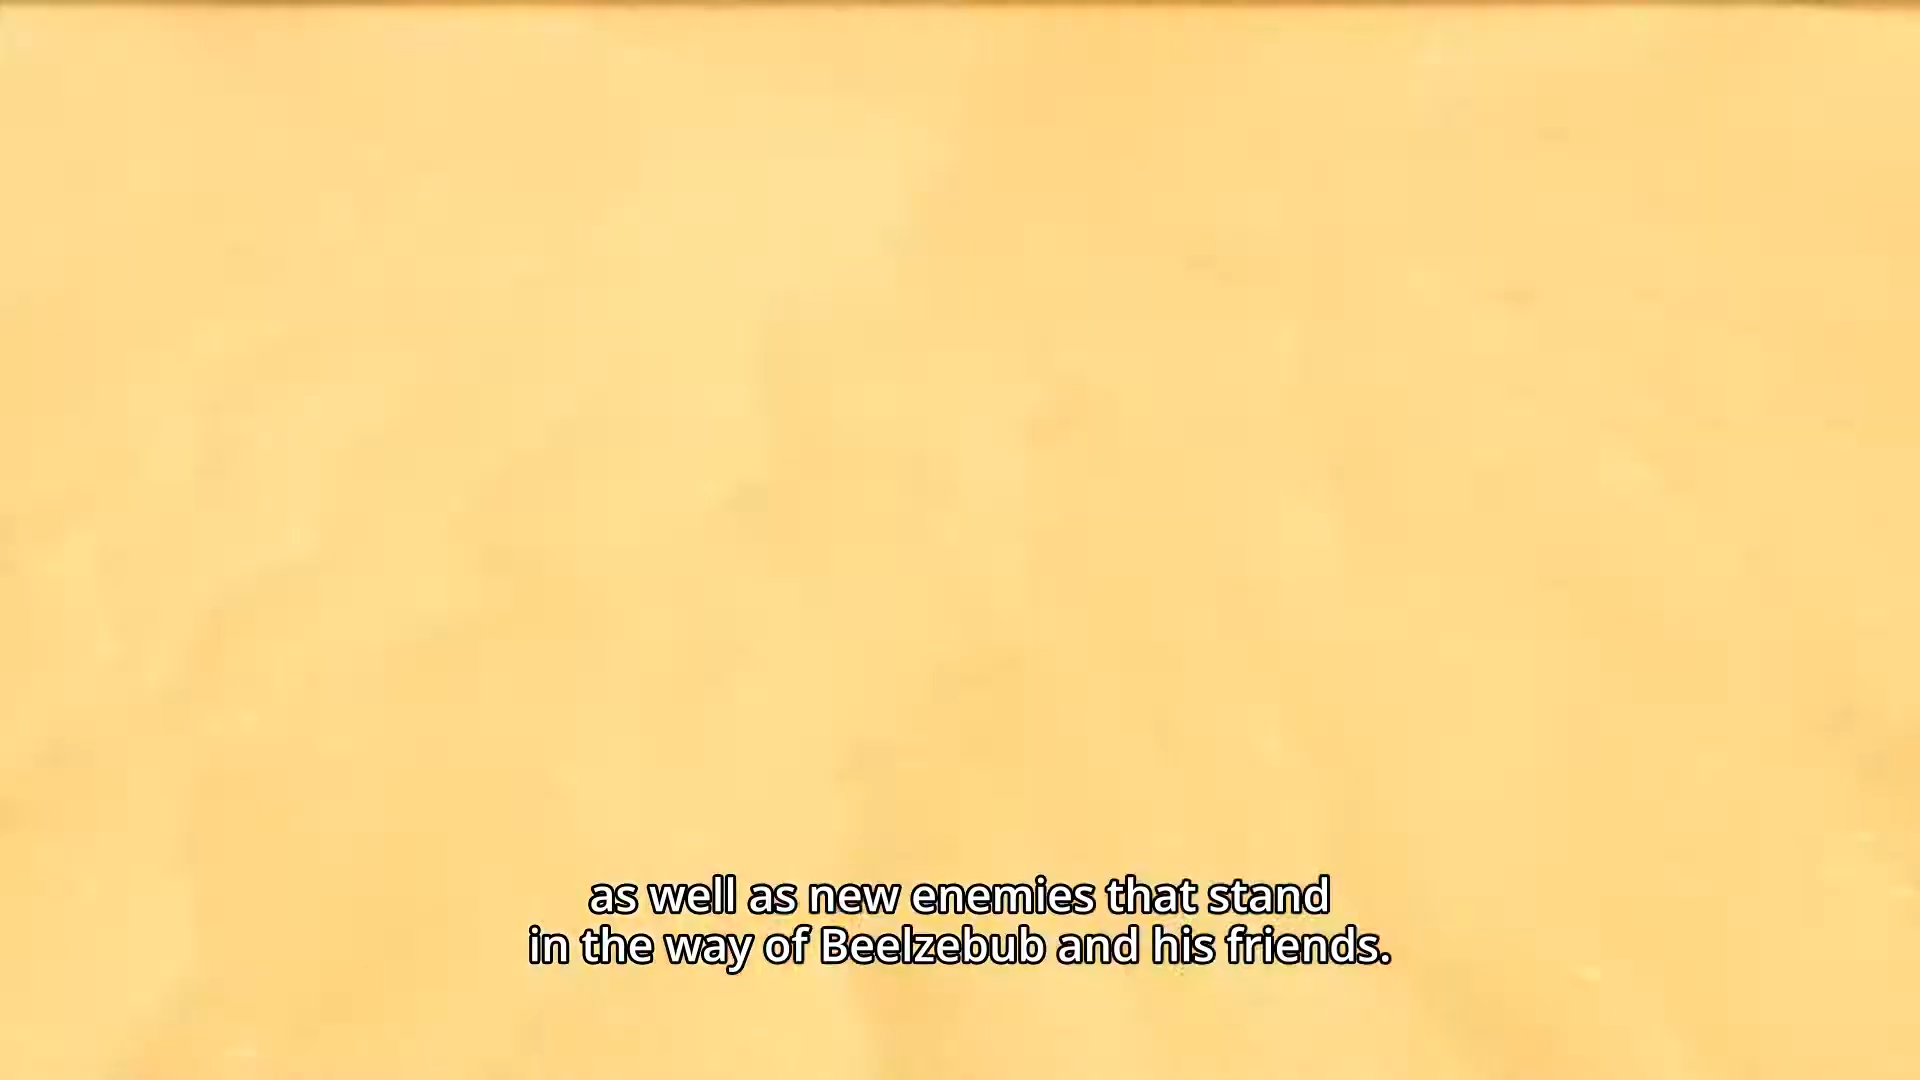 as well as new enemies that stand
in the way of Beelzebub and his friends.